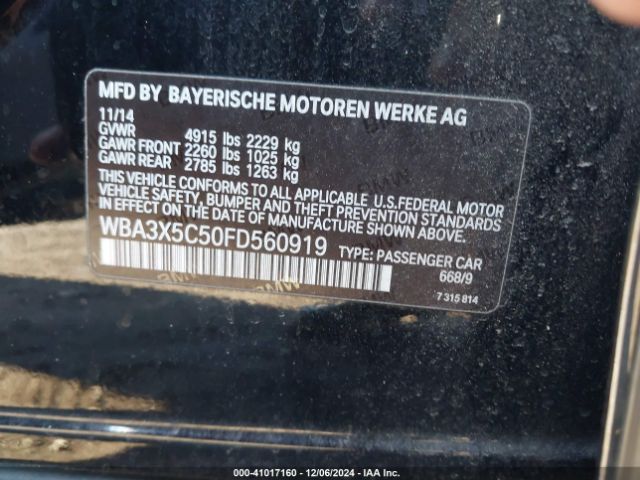 MFD BY BAYERISCHE MOTOREN WERKE AG
11/14
GVWR 4915 lbs 2229 kg
GAWR FRONT 2260 lbs 1025 kg
GAWR REAR 2785 lbs 1263 kg
THIS VEHICLE CONFORMS TO ALL APPLICABLE U.S.FEDERAL MOTOR
VEHICLE SAFETY, BUMPER AND THEFT PREVENTION STANDARDS
IN EFFECT ON THE DATE OF MANUFACTURE SHOWN ABOVE.
WBA3X5C50FD560919 TYPE: PASSENGER CAR
668/9
7 315 814
000-41017160 - 12/06/2024 - IAA Inc.